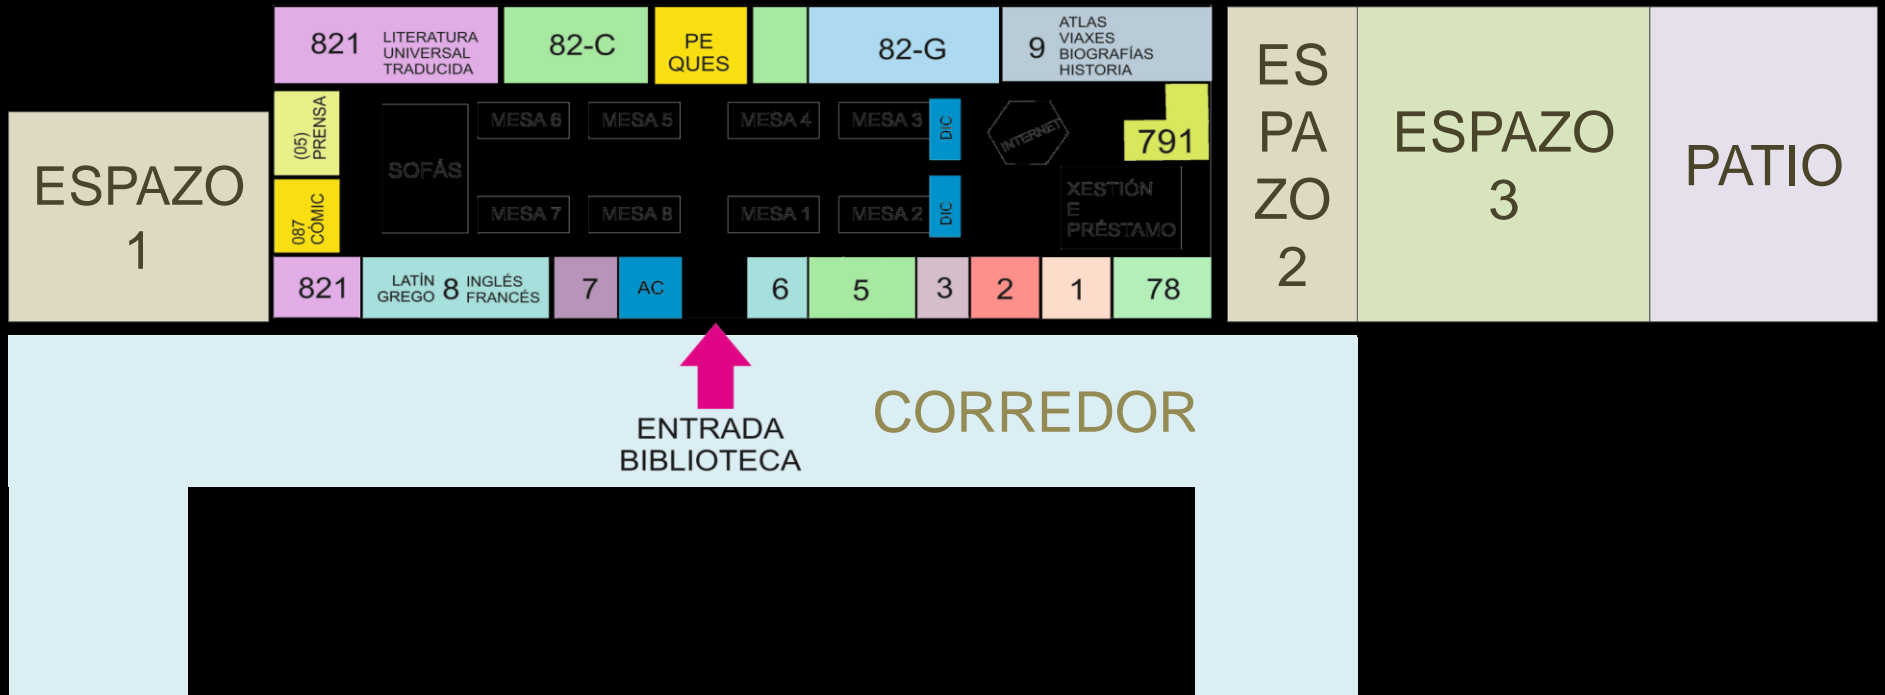 821
LITERATURA
UNIVERSAL
TRADUCIDA
82-C
PE
QUES
82-G
9
ATLAS
VIAXES
BIOGRAFÍAS
HISTORIA
ESPAZO
1
(05)
PRENSA
087
CÓMIC
SOFÁS
MESA 6
MESA 5
MESA 4
MESA 3
DIC
INTERNET
791
MESA 7
MESA 8
MESA 1
MESA 2
DIC
XESTIÓN
E
PRÉSTAMO
821
LATÍN
GREGO
8
INGLÉS
FRANCÉS
7
AC
6
5
3
2
1
78
ES
PA
ZO
2
ESPAZO
3
PATIO
ENTRADA
BIBLIOTECA
CORREDOR